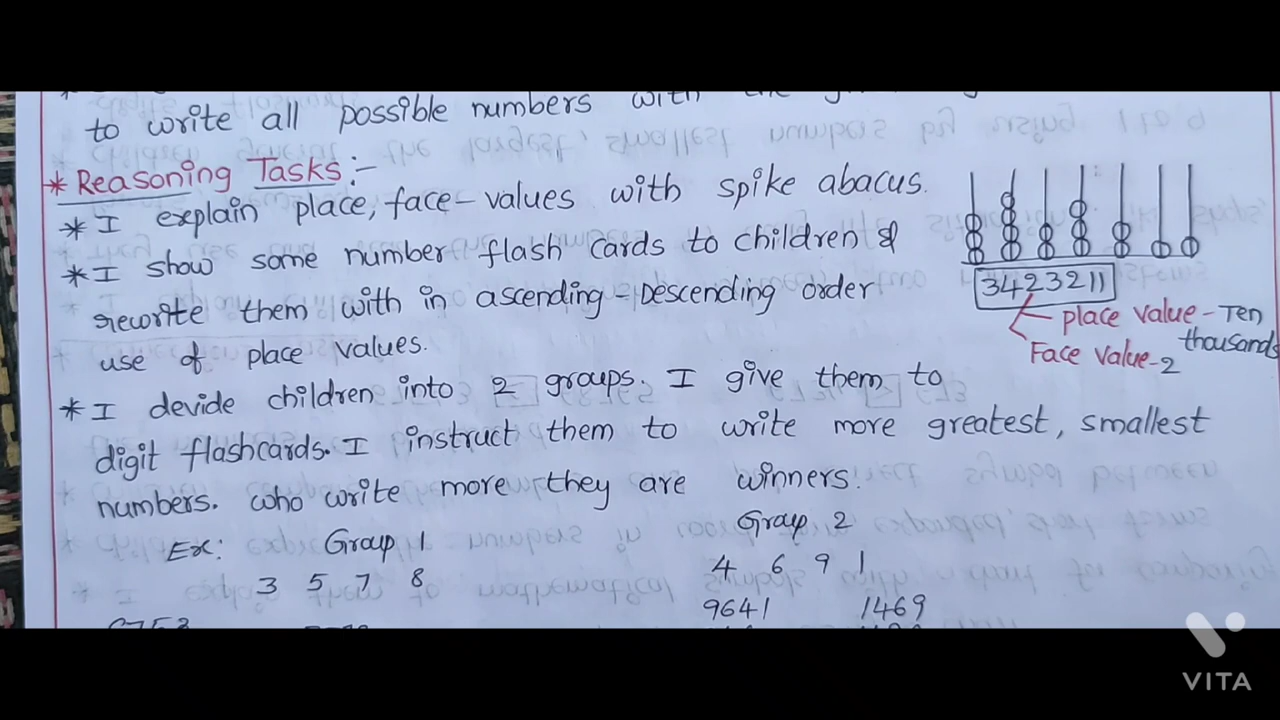 to write all possible numbers with the
* Reasoning Tasks :-
* I explain place, face - values with spike abacus.
* I show some number flash cards to children &
rewrite them with in ascending - Descending order
use of place values.
3423211
place value - Ten
thousands
Face value - 2
* I devide children into 2 groups. I give them to
digit flashcards. I instruct them to write more greatest, smallest
numbers. who write more they are winners.
Ex: Group 1 Group 2
3 5 7 8 4 6 9 1
9641 1469
VITA